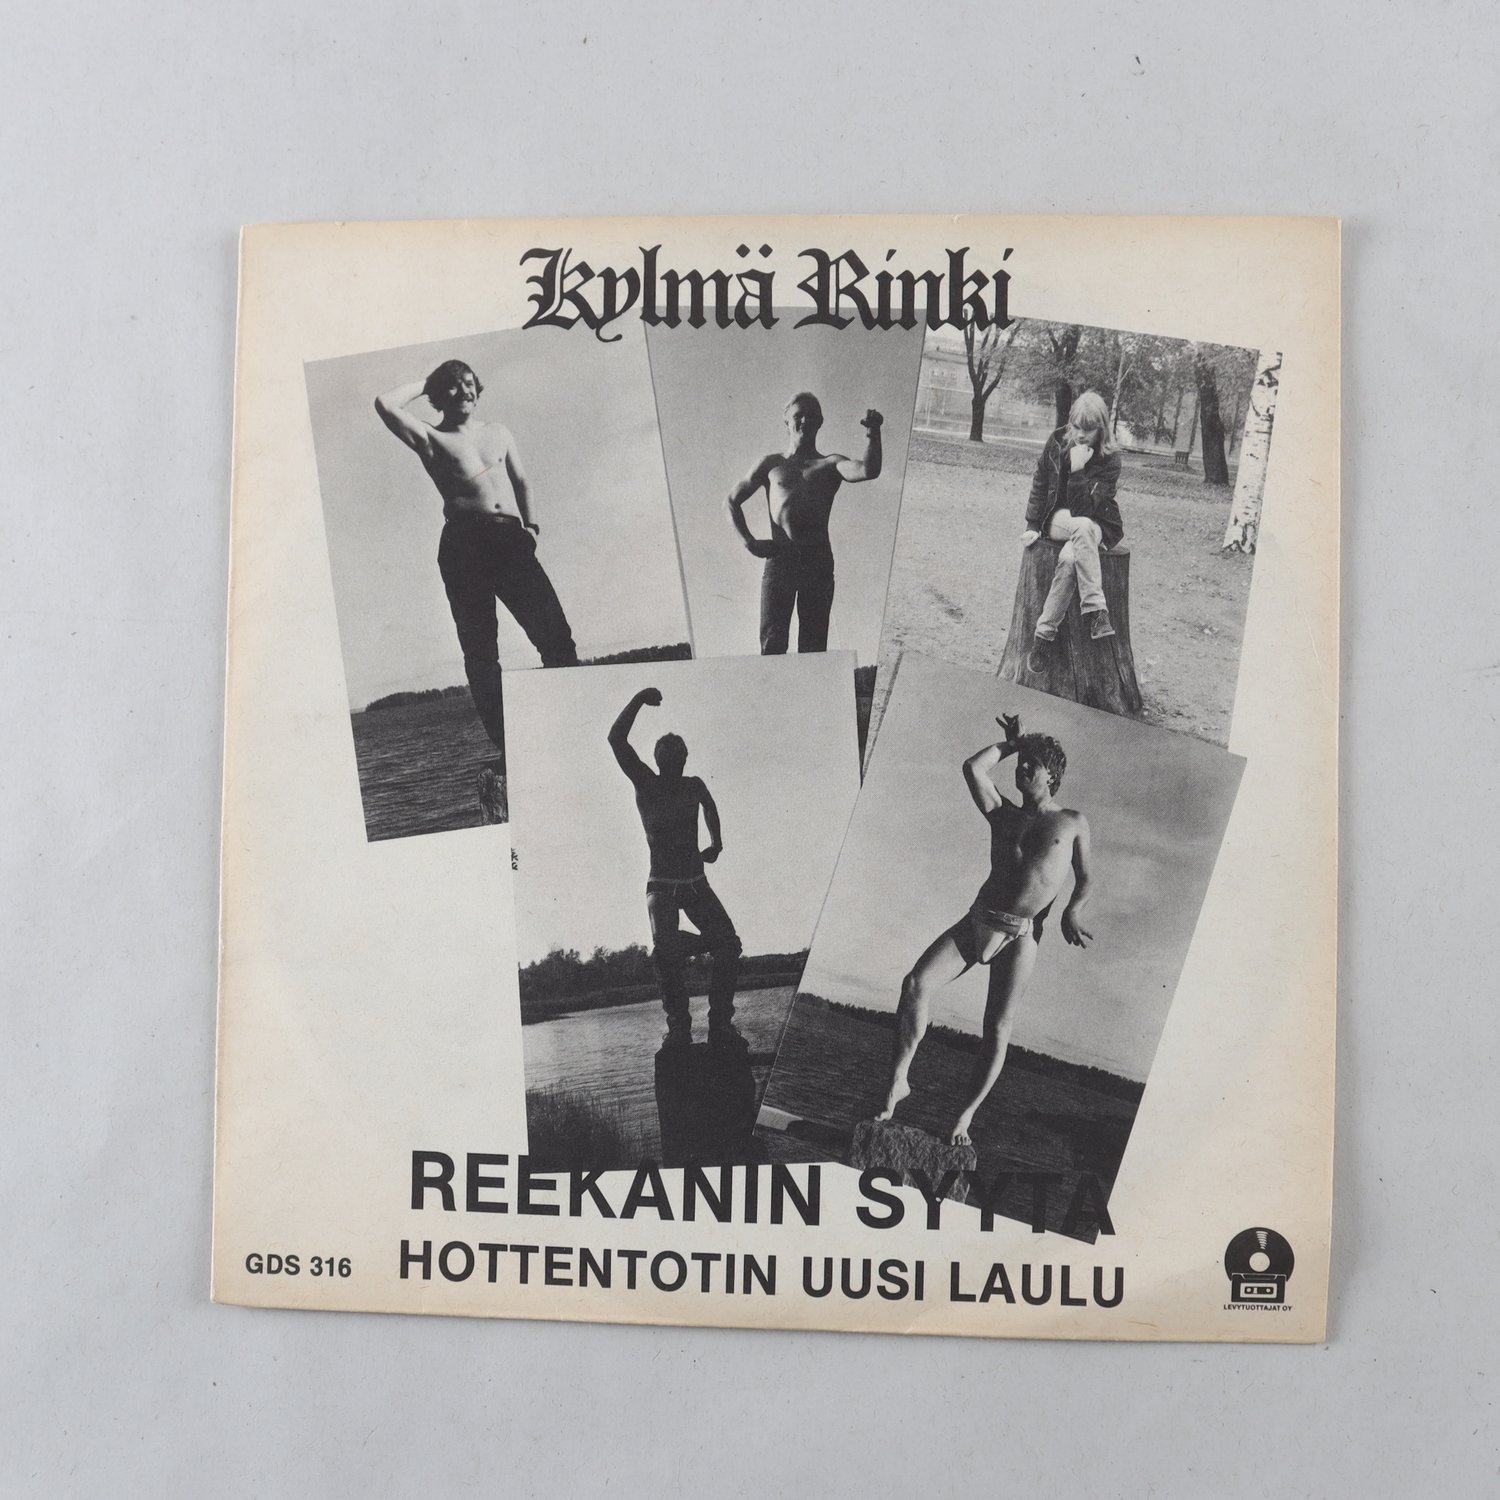 Kylmä Rinki
REEKANIN SYYTÄ
HOTTENTOTIN UUSI LAULU
GDS 316
LEVYTUOTTAJAT OY